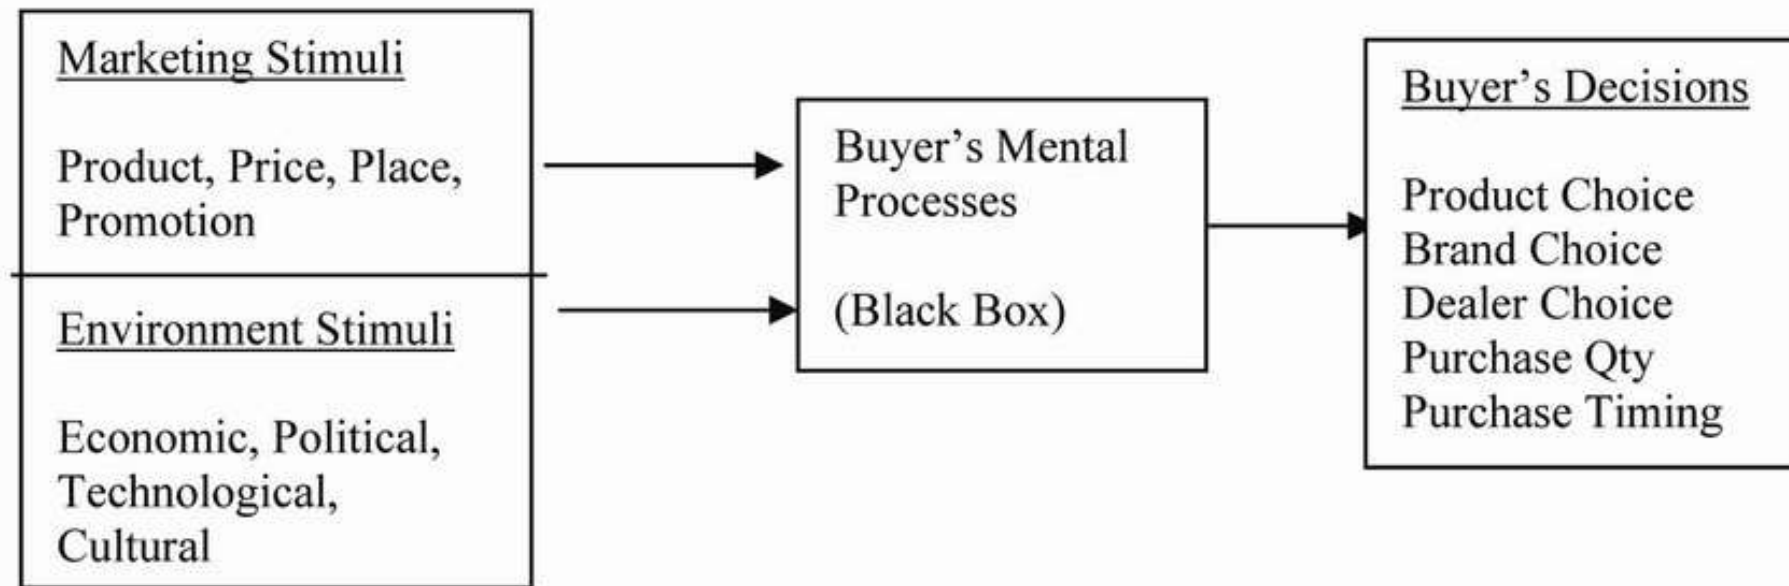 Marketing Stimuli
Product, Price, Place,
Promotion
Environment Stimuli
Economic, Political,
Technological,
Cultural
Buyer’s Mental
Processes
(Black Box)
Buyer’s Decisions
Product Choice
Brand Choice
Dealer Choice
Purchase Qty
Purchase Timing